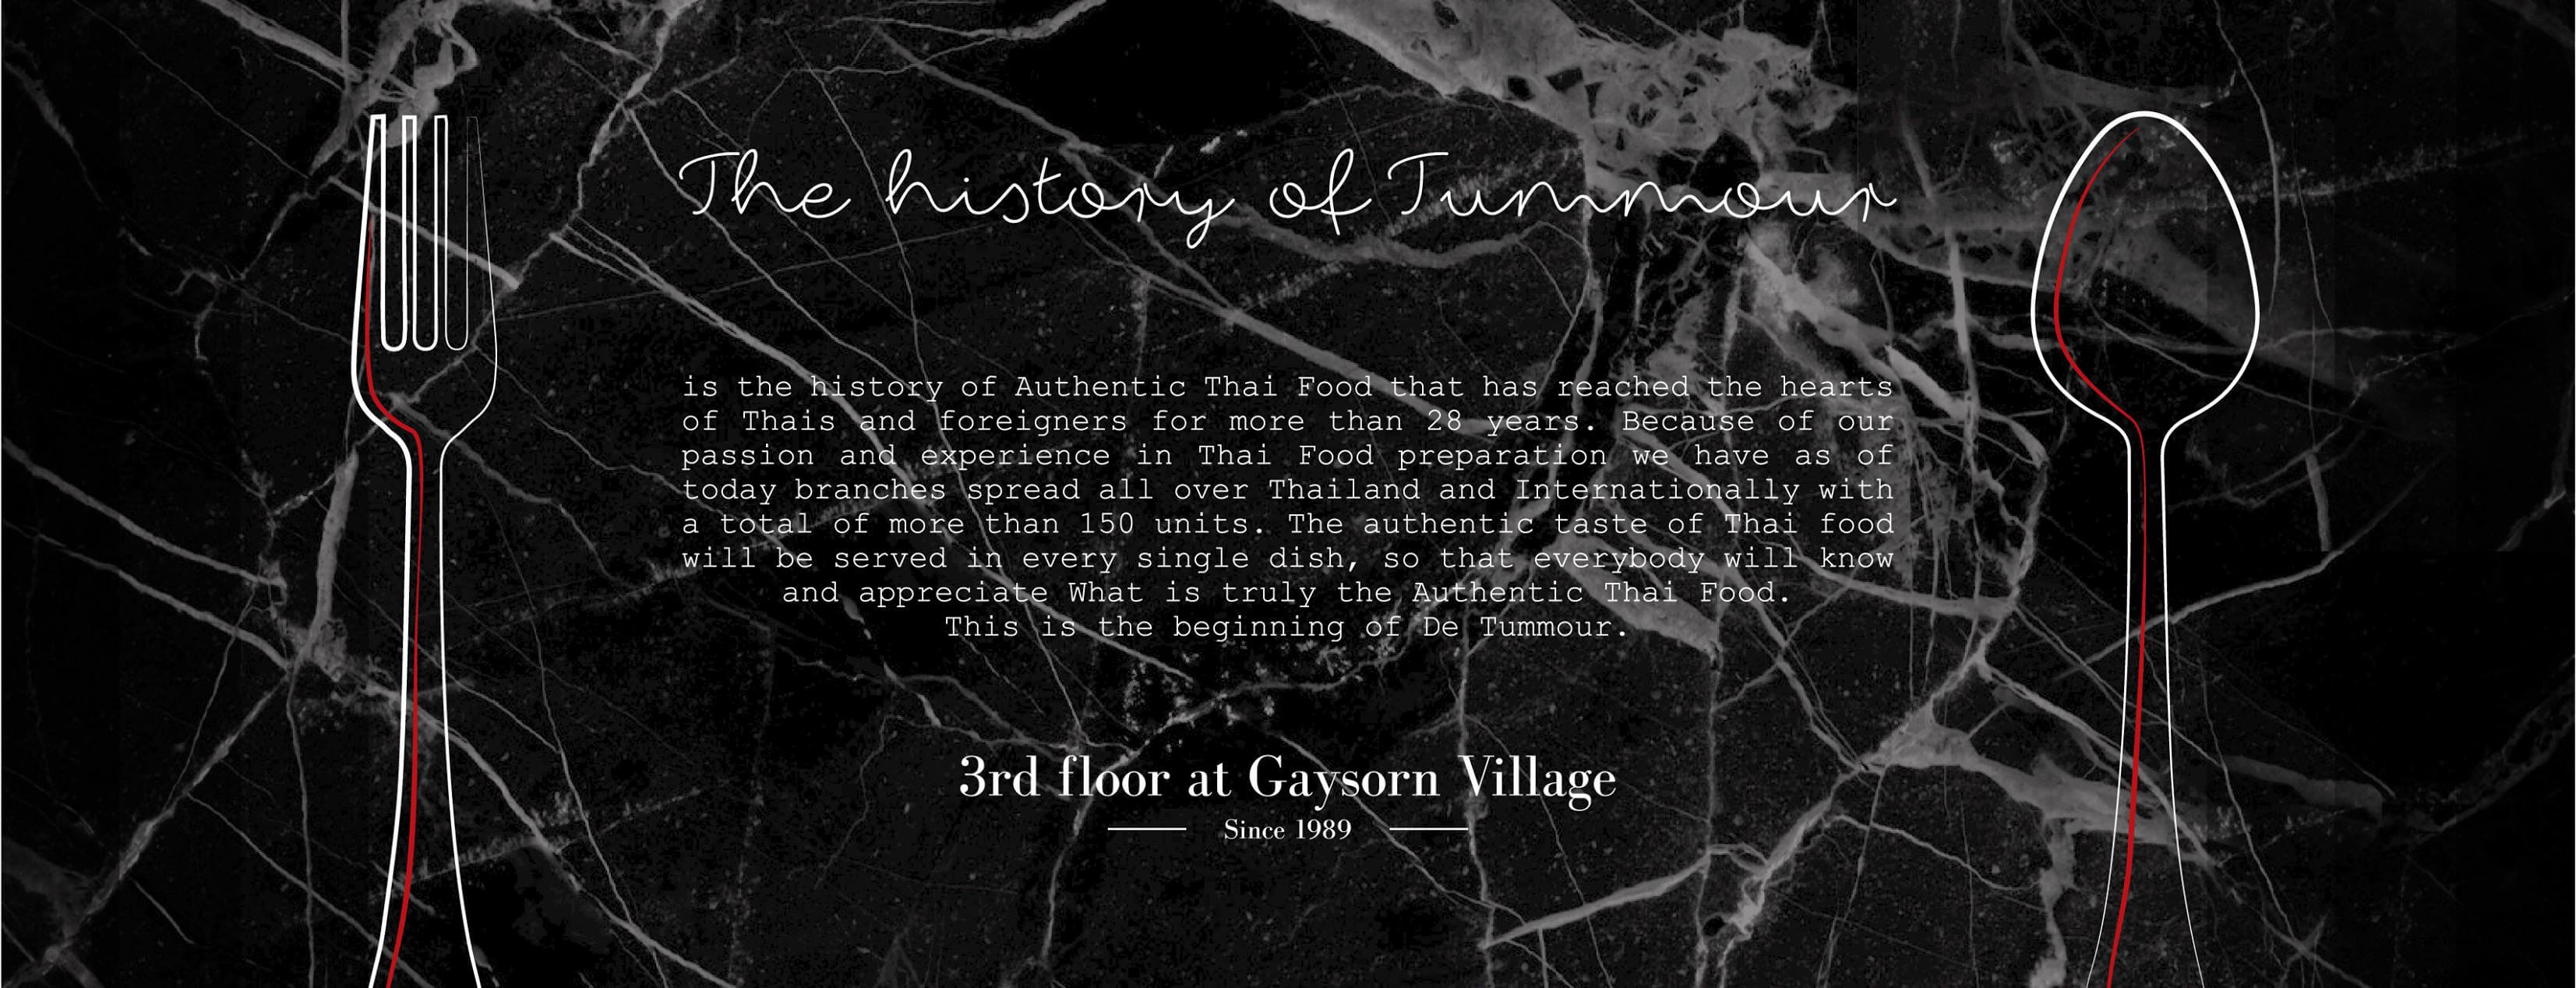 The history of Tummour
is the history of Authentic Thai Food that has reached the hearts
of Thais and foreigners for more than 28 years. Because of our
passion and experience in Thai Food preparation we have as of
today branches spread all over Thailand and Internationally with
a total of more than 150 units. The authentic taste of Thai food
will be served in every single dish, so that everybody will know
and appreciate What is truly the Authentic Thai Food.
This is the beginning of De Tummour.
3rd floor at Gaysorn Village
Since 1989